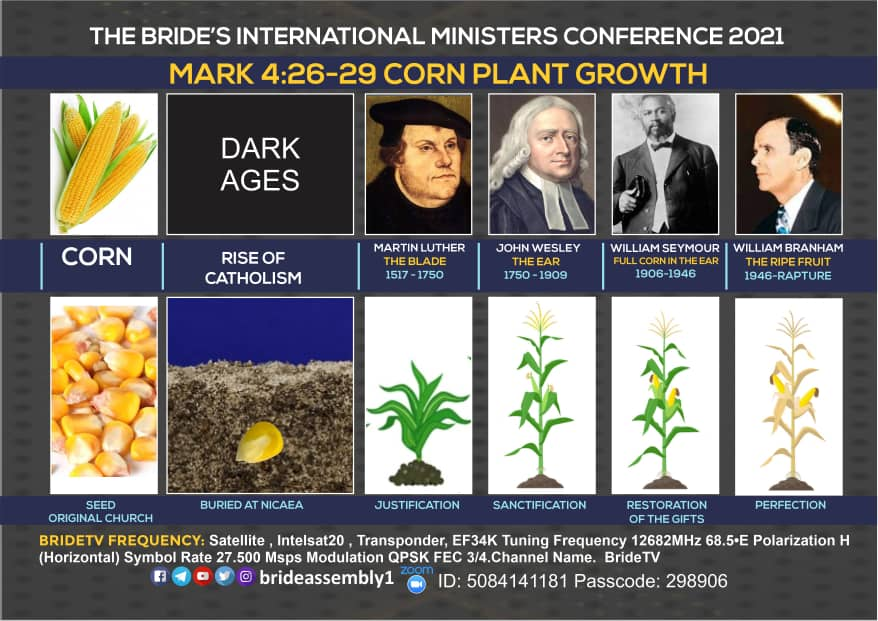 THE BRIDE'S INTERNATIONAL MINISTERS CONFERENCE 2021
MARK 4:26-29 CORN PLANT GROWTH
DARK
AGES
CORN
RISE OF
CATHOLISM
MARTIN LUTHER
THE BLADE
1517 - 1750
JOHN WESLEY
THE EAR
1750 - 1909
WILLIAM SEYMOUR
FULL CORN IN THE EAR
1906-1946
WILLIAM BRANHAM
THE RIPE FRUIT
1946-RAPTURE
SEED
ORIGINAL CHURCH
BURIED AT NICAEA
JUSTIFICATION
SANCTIFICATION
RESTORATION
OF THE GIFTS
PERFECTION
BRIDETV FREQUENCY: Satellite , Intelsat20 , Transponder, EF34K Tuning Frequency 12682MHz 68.5•E Polarization H
(Horizontal) Symbol Rate 27.500 Msps Modulation QPSK FEC 3/4.Channel Name. BrideTV
brideassembly1 zoom ID: 5084141181 Passcode: 298906